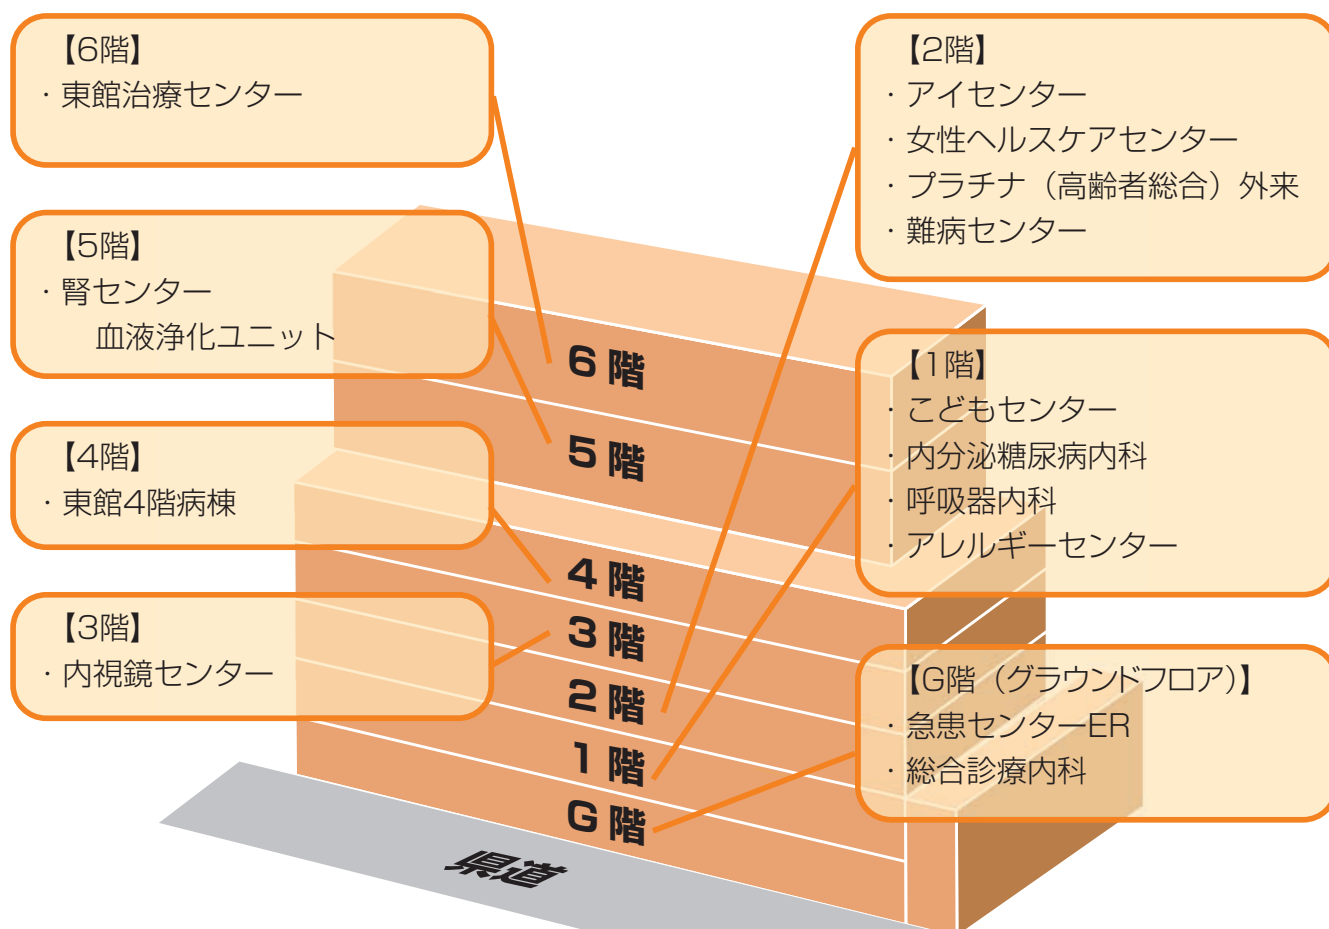 【6階】
・東館治療センター
【5階】
・腎センター
血液浄化ユニット
【4階】
・東館4階病棟
【3階】
・内視鏡センター
【2階】
・アイセンター
・女性ヘルスケアセンター
・プラチナ（高齢者総合）外来
・難病センター
【1階】
・こどもセンター
・内分泌糖尿病内科
・呼吸器内科
・アレルギーセンター
【G階（グラウンドフロア）】
・急患センターER
・総合診療内科
6階
5階
4階
3階
2階
1階
G階
県道